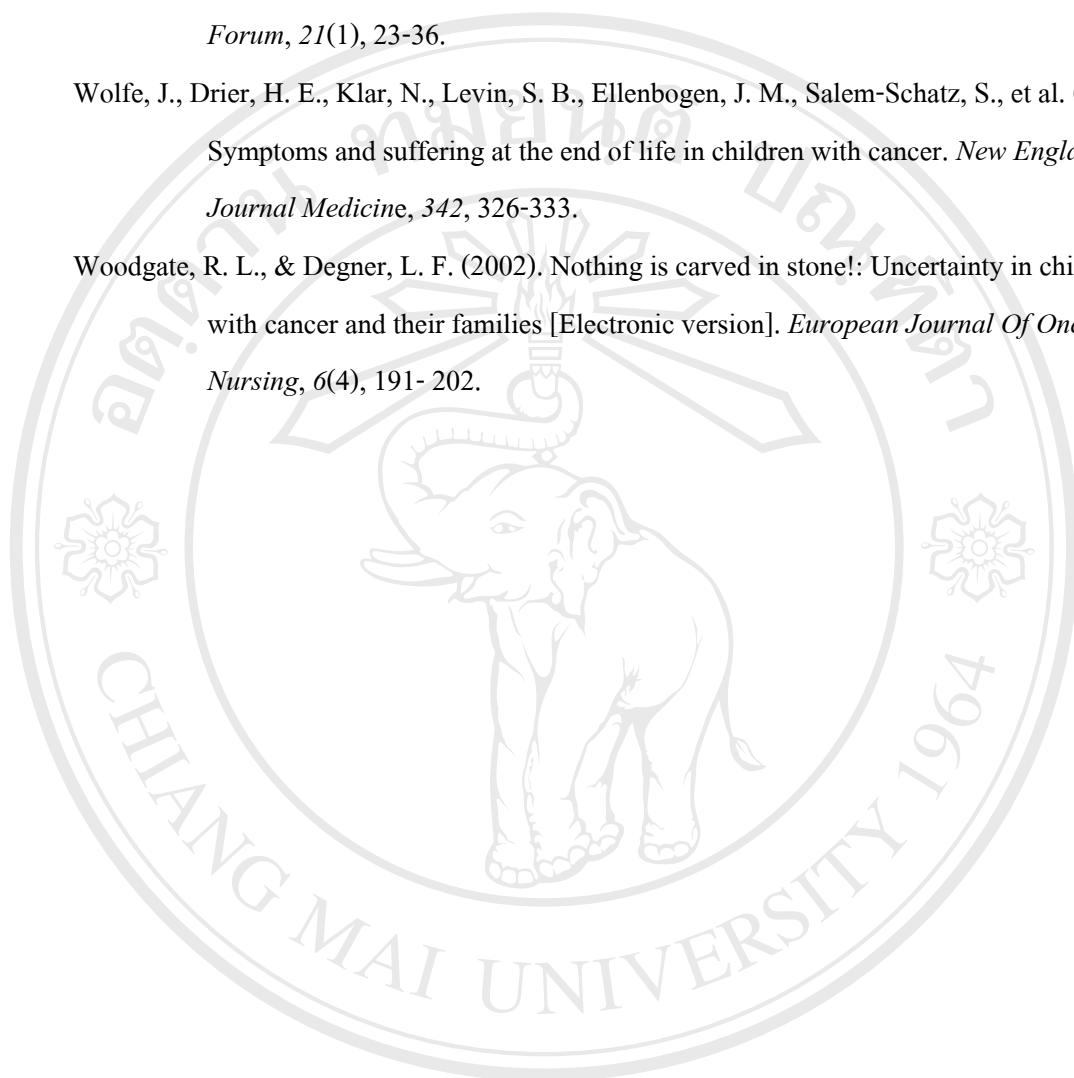 Forum, 21(1), 23-36.
Wolfe, J., Drier, H. E., Klar, N., Levin, S. B., Ellenbogen, J. M., Salem-Schatz, S., et al.
Symptoms and suffering at the end of life in children with cancer. New
Journal Medicine, 342, 326-333.
Woodgate, R. L., & Degner, L. F. (2002). Nothing is carved in stone!: Uncertainty in
with cancer and their families [Electronic version]. European Journal Of
Nursing, 6(4), 191- 202.
CHIANG MAI UNIVERSITY 1964